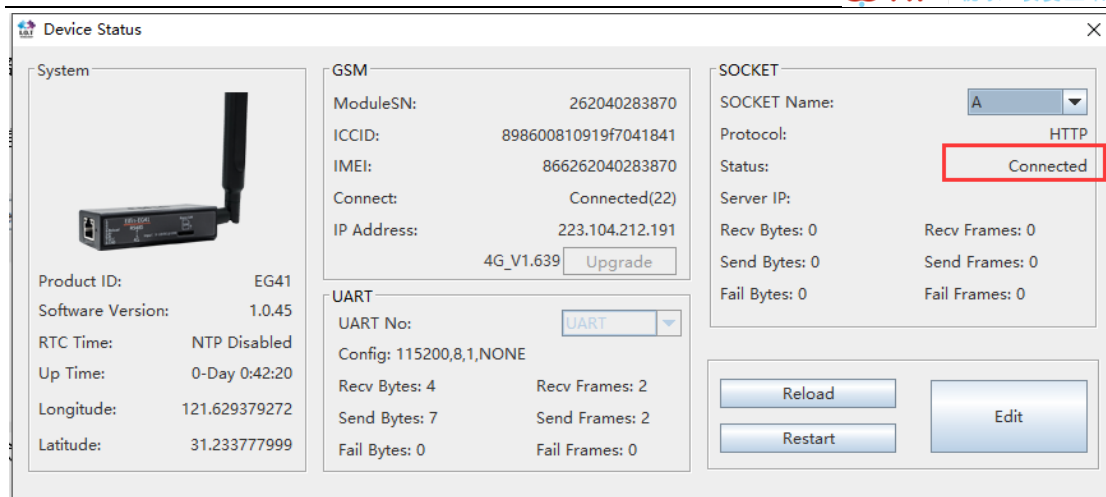 Device Status
System
Product ID: EG41
Software Version: 1.0.45
RTC Time: NTP Disabled
Up Time: 0-Day 0:42:20
Longitude: 121.629379272
Latitude: 31.233777999
GSM
ModuleSN: 262040283870
ICCID: 898600810919f7041841
IMEI: 866262040283870
Connect: Connected(22)
IP Address: 223.104.212.191
4G_V1.639 Upgrade
UART
UART No: UART
Config: 115200,8,1,NONE
Recv Bytes: 4 Recv Frames: 2
Send Bytes: 7 Send Frames: 2
Fail Bytes: 0 Fail Frames: 0
SOCKET
SOCKET Name: A
Protocol: HTTP
Status: Connected
Server IP:
Recv Bytes: 0 Recv Frames: 0
Send Bytes: 0 Send Frames: 0
Fail Bytes: 0 Fail Frames: 0
Reload
Restart
Edit